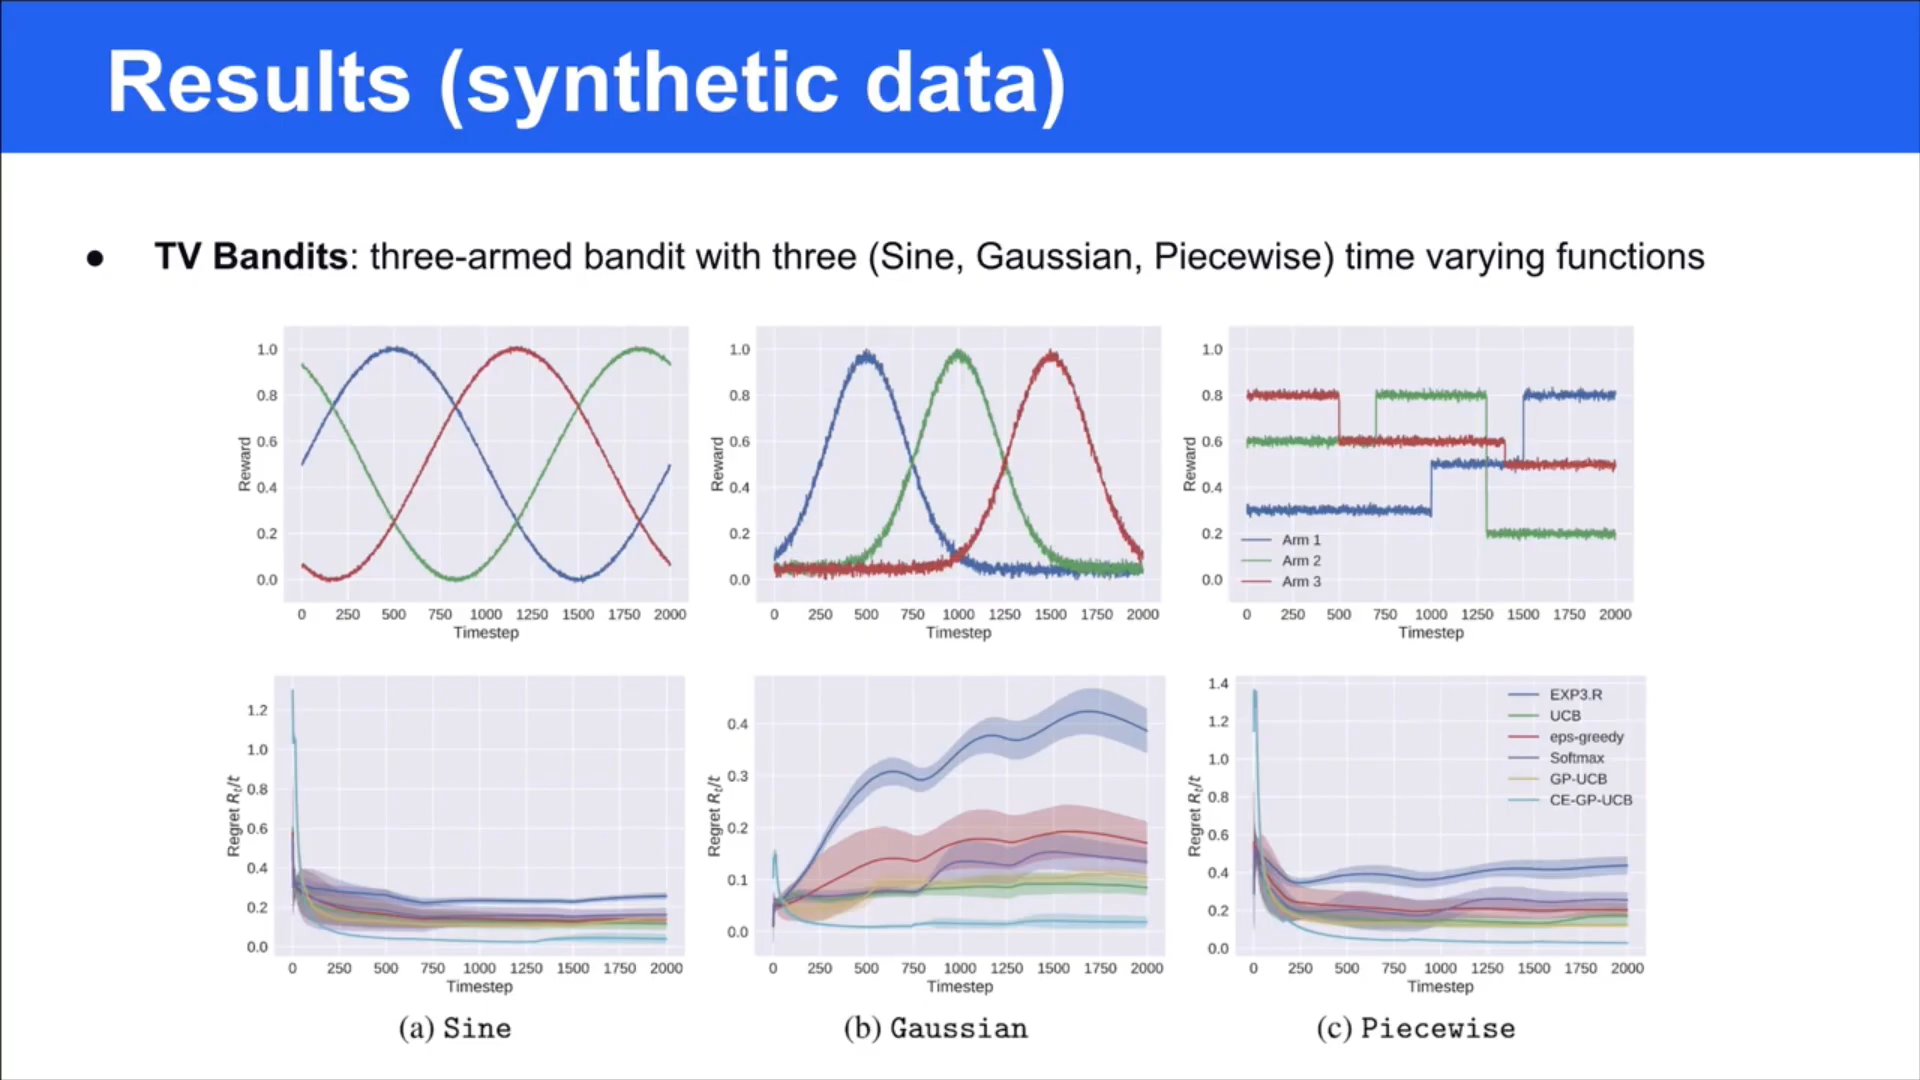 Results (synthetic data)
● TV Bandits: three-armed bandit with three (Sine, Gaussian, Piecewise) time varying functions
1.0
0.8
0.6
0.4
0.2
0.0
Reward
0 250 500 750 1000 1250 1500 1750 2000
Timestep
1.0
0.8
0.6
0.4
0.2
0.0
Reward
0 250 500 750 1000 1250 1500 1750 2000
Timestep
1.0
0.8
0.6
0.4
0.2
0.0
Reward
Arm 1
Arm 2
Arm 3
0 250 500 750 1000 1250 1500 1750 2000
Timestep
1.2
1.0
0.8
0.6
0.4
0.2
0.0
Regret Rt/t
0 250 500 750 1000 1250 1500 1750 2000
Timestep
0.4
0.3
0.2
0.1
0.0
Regret Rt/t
0 250 500 750 1000 1250 1500 1750 2000
Timestep
1.4
1.2
1.0
0.8
0.6
0.4
0.2
0.0
Regret Rt/t
EXP3.R
UCB
eps-greedy
Softmax
GP-UCB
CE-GP-UCB
0 250 500 750 1000 1250 1500 1750 2000
Timestep
(a) Sine
(b) Gaussian
(c) Piecewise